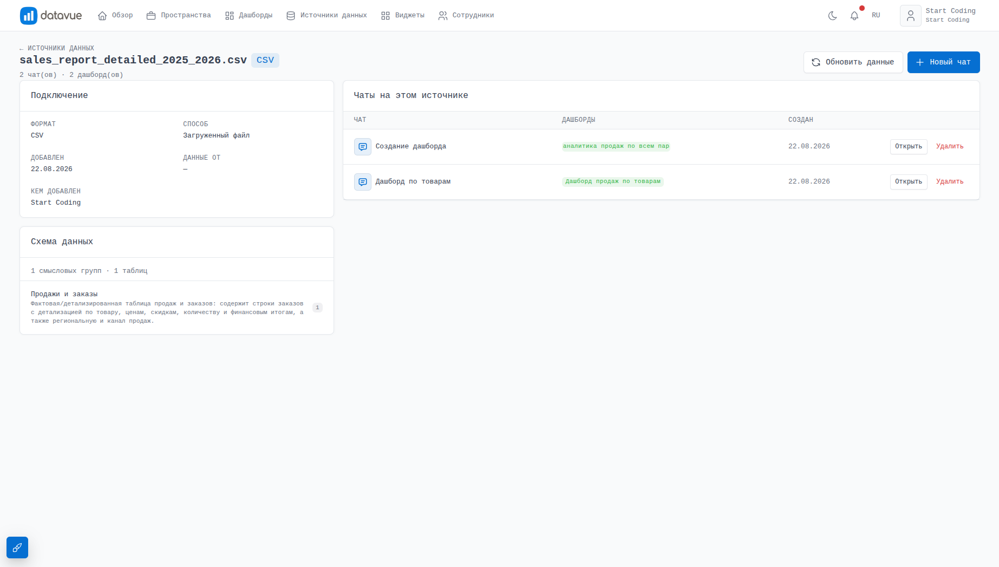 datavue
Обзор
Пространства
Дашборды
Источники данных
Виджеты
Сотрудники
RU
Start Coding
Start Coding
← ИСТОЧНИКИ ДАННЫХ
sales_report_detailed_2025_2026.csv CSV
2 чат(ов) · 2 дашборд(ов)
Обновить данные
Новый чат
Подключение
ФОРМАТ
CSV
СПОСОБ
Загруженный файл
ДОБАВЛЕН
22.08.2026
ДАННЫЕ ОТ
—
КЕМ ДОБАВЛЕН
Start Coding
Схема данных
1 смысловых групп · 1 таблиц
Продажи и заказы
Фактовая/детализированная таблица продаж и заказов: содержит строки заказов
с детализацией по товару, ценам, скидкам, количеству и финансовым итогам, а
также региональную и канал продаж.
1
Чаты на этом источнике
ЧАТ ДАШБОРДЫ СОЗДАН
Создание дашборда аналитика продаж по всем пар 22.08.2026 Открыть Удалить
Дашборд по товарам Дашборд продаж по товарам 22.08.2026 Открыть Удалить